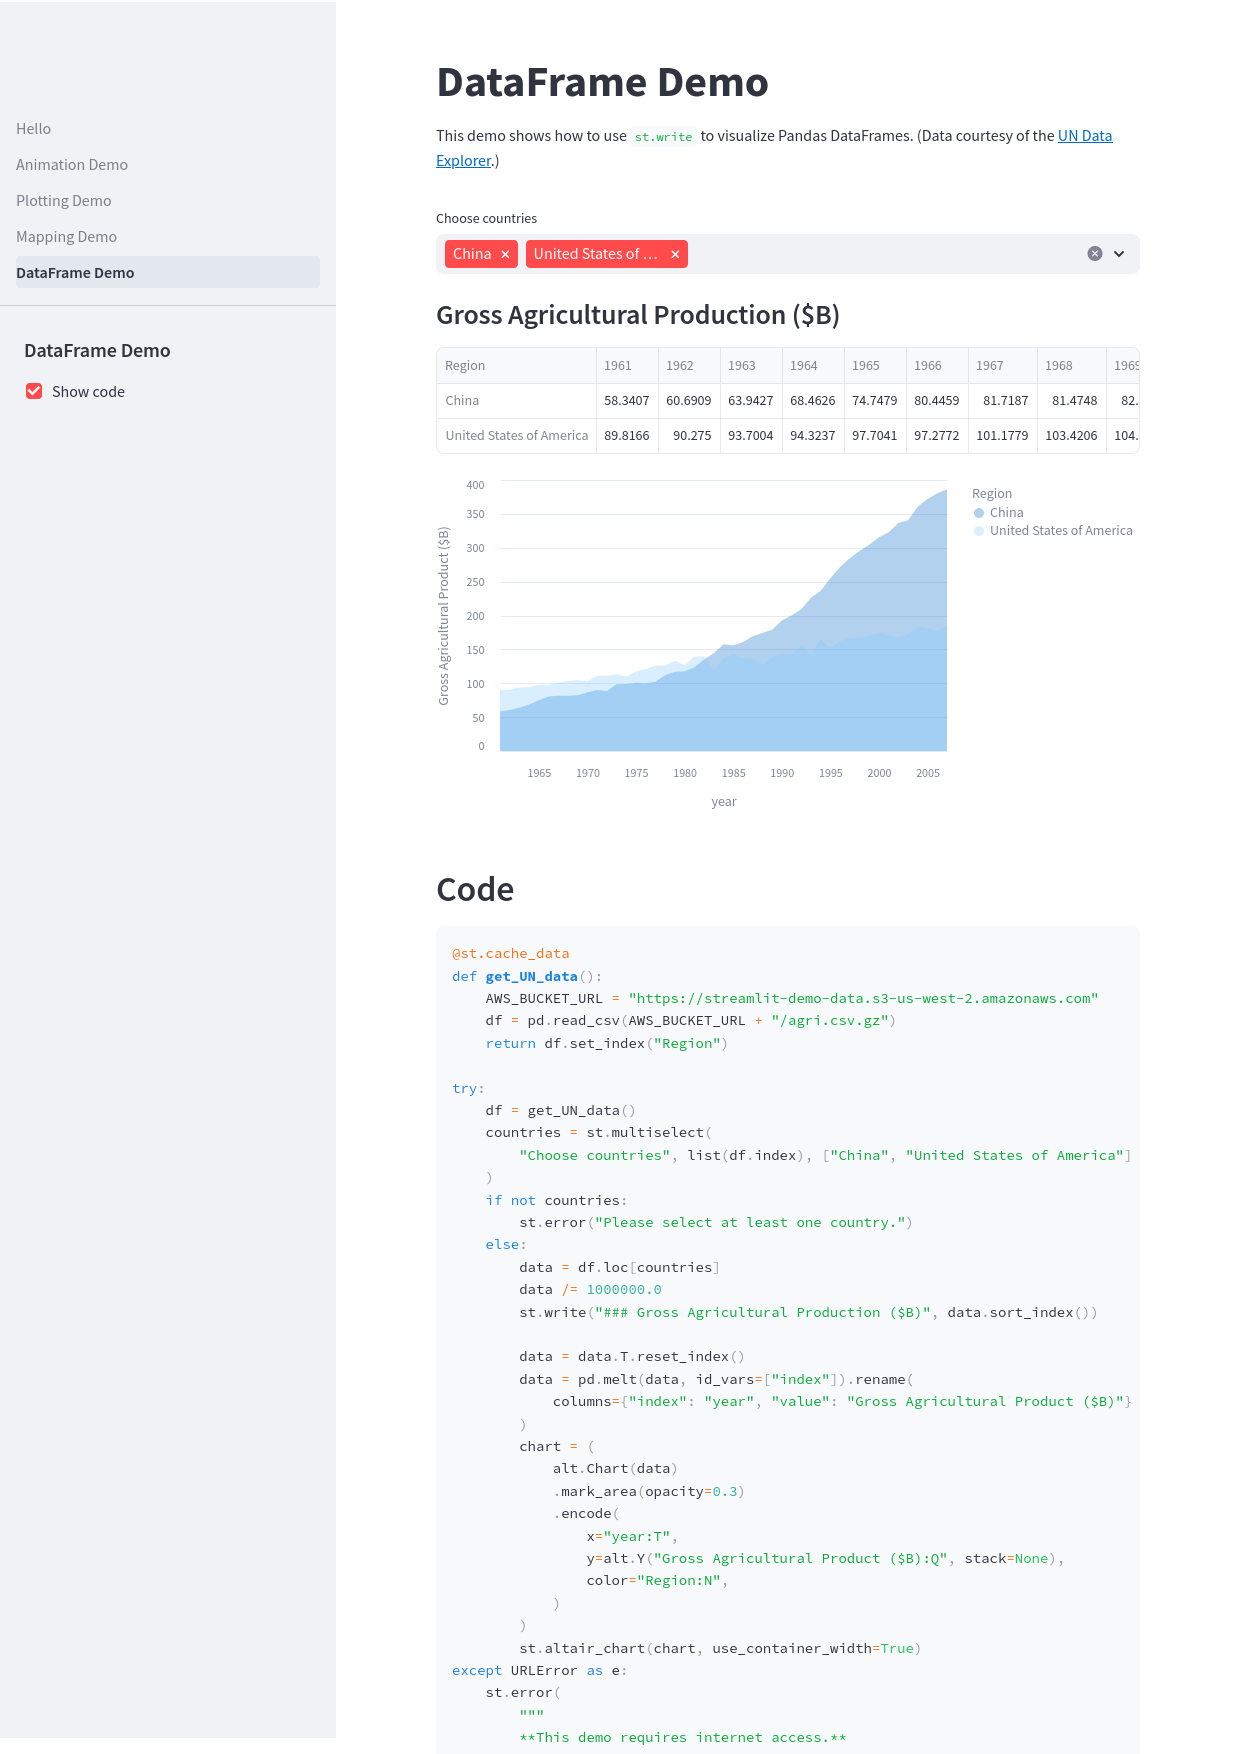 Hello
Animation Demo
Plotting Demo
Mapping Demo
DataFrame Demo
DataFrame Demo
Show code
DataFrame Demo
This demo shows how to use st.write to visualize Pandas DataFrames. (Data courtesy of the UN Data
Explorer.)
Choose countries
China
United States of …
Gross Agricultural Production ($B)
Region 1961 1962 1963 1964 1965 1966 1967 1968 1969
China 58.3407 60.6909 63.9427 68.4626 74.7479 80.4459 81.7187 81.4748 82.
United States of America 89.8166 90.275 93.7004 94.3237 97.7041 97.2772 101.1779 103.4206 104.
Gross Agricultural Product ($B)
400
350
300
250
200
150
100
50
0
1965 1970 1975 1980 1985 1990 1995 2000 2005
year
Region
China
United States of America
Code
@st.cache_data
def get_UN_data():
    AWS_BUCKET_URL = "https://streamlit-demo-data.s3-us-west-2.amazonaws.com"
    df = pd.read_csv(AWS_BUCKET_URL + "/agri.csv.gz")
    return df.set_index("Region")
try:
    df = get_UN_data()
    countries = st.multiselect(
        "Choose countries", list(df.index), ["China", "United States of America"]
    )
    if not countries:
        st.error("Please select at least one country.")
    else:
        data = df.loc[countries]
        data /= 1000000.0
        st.write("### Gross Agricultural Production ($B)", data.sort_index())
        data = data.T.reset_index()
        data = pd.melt(data, id_vars=["index"]).rename(
            columns={"index": "year", "value": "Gross Agricultural Product ($B)"}
        )
        chart = (
            alt.Chart(data)
            .mark_area(opacity=0.3)
            .encode(
                x="year:T",
                y=alt.Y("Gross Agricultural Product ($B):Q", stack=None),
                color="Region:N",
            )
        )
        st.altair_chart(chart, use_container_width=True)
except URLError as e:
    st.error(
        """
        **This demo requires internet access.**